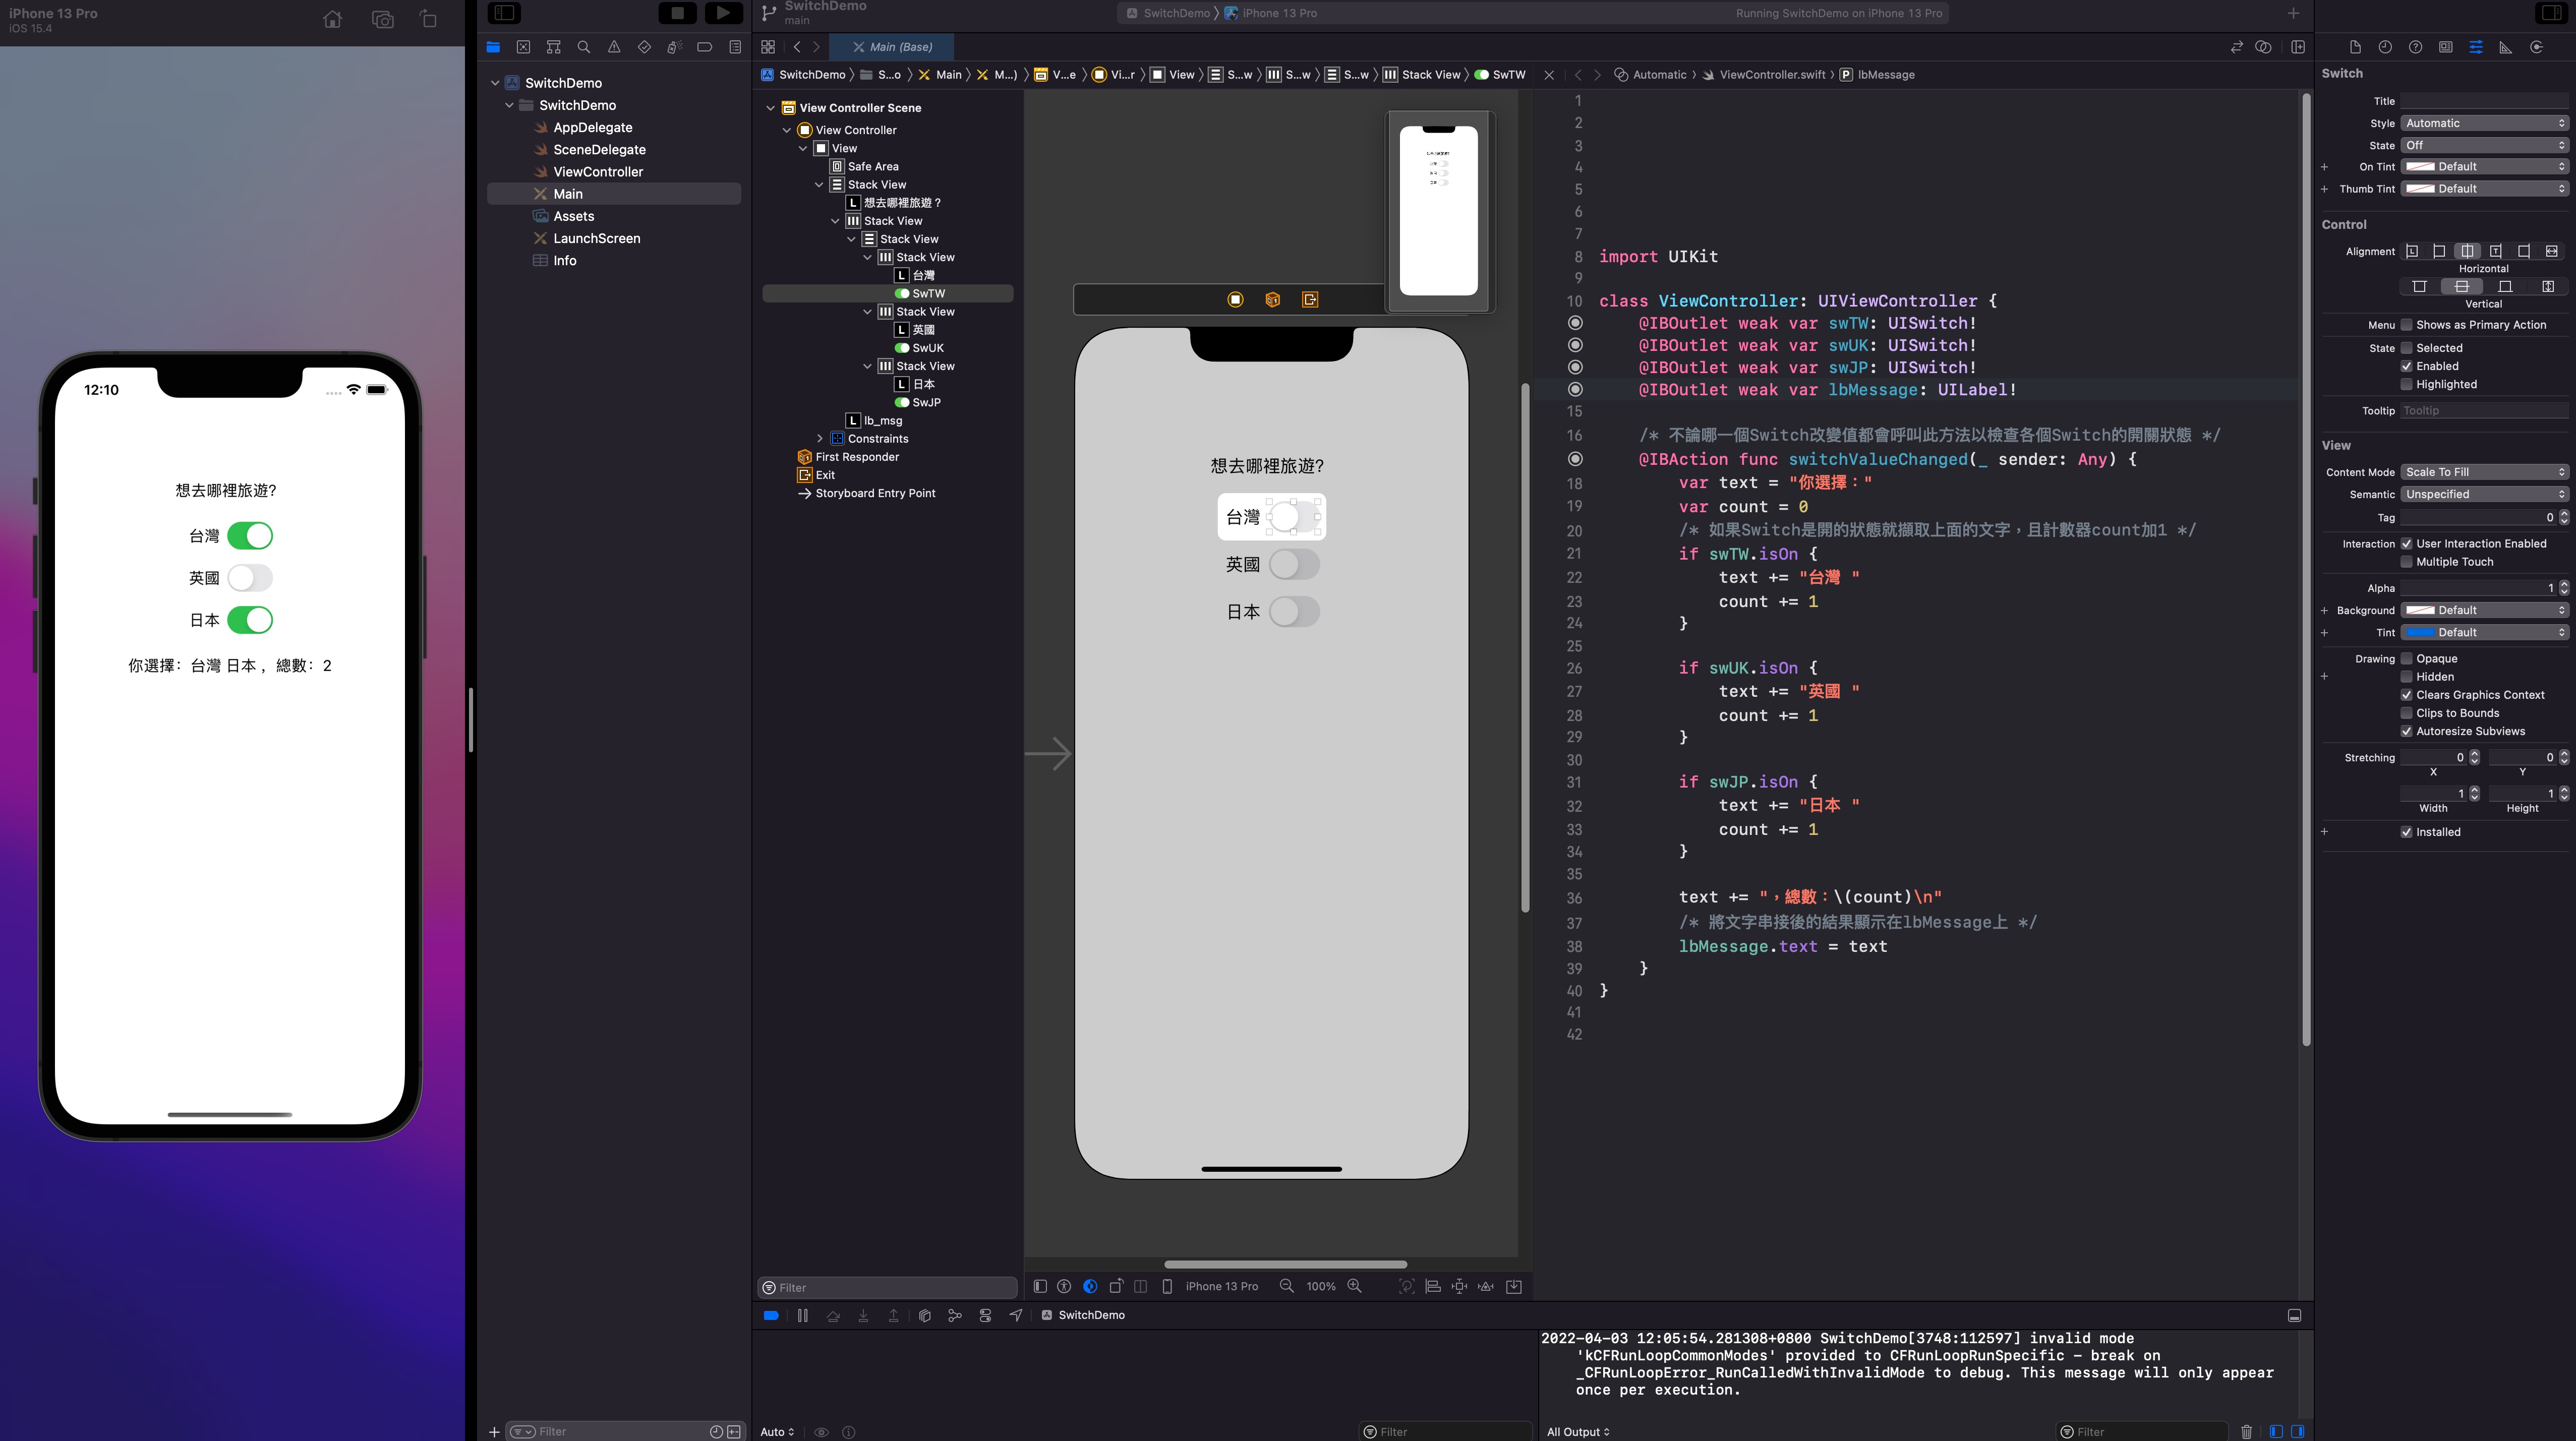 iPhone 13 Pro
iOS 15.4
12:10
想去哪裡旅遊?
台灣
英國
日本
你選擇：台灣 日本 ，總數：2
SwitchDemo
SwitchDemo
AppDelegate
SceneDelegate
ViewController
Main
Assets
LaunchScreen
Info
Filter
SwitchDemo
main
SwitchDemo 〉 iPhone 13 Pro
Running SwitchDemo on iPhone 13 Pro
Main (Base)
SwitchDemo 〉 S...o 〉 Main 〉 M...) 〉 V...e 〉 Vi...r 〉 View 〉 S...w 〉 S...w 〉 S...w 〉 Stack View 〉 SwTW
View Controller Scene
View Controller
View
Safe Area
Stack View
L 想去哪裡旅遊？
Stack View
Stack View
Stack View
L 台灣
SwTW
Stack View
L 英國
SwUK
Stack View
L 日本
SwJP
L lb_msg
Constraints
First Responder
Exit
Storyboard Entry Point
Filter
想去哪裡旅遊?
台灣
英國
日本
iPhone 13 Pro
100%
Automatic 〉 ViewController.swift 〉 P lbMessage
1
2
3
4
5
6
7
8 import UIKit
9
10 class ViewController: UIViewController {
@IBOutlet weak var swTW: UISwitch!
@IBOutlet weak var swUK: UISwitch!
@IBOutlet weak var swJP: UISwitch!
@IBOutlet weak var lbMessage: UILabel!
15
16 /* 不論哪一個Switch改變值都會呼叫此方法以檢查各個Switch的開關狀態 */
@IBAction func switchValueChanged(_ sender: Any) {
18 var text = "你選擇："
19 var count = 0
20 /* 如果Switch是開的狀態就擷取上面的文字，且計數器count加1 */
21 if swTW.isOn {
22 text += "台灣 "
23 count += 1
24 }
25
26 if swUK.isOn {
27 text += "英國 "
28 count += 1
29 }
30
31 if swJP.isOn {
32 text += "日本 "
33 count += 1
34 }
35
36 text += "，總數：\(count)\n"
37 /* 將文字串接後的結果顯示在lbMessage上 */
38 lbMessage.text = text
39 }
40 }
41
42
SwitchDemo
Auto
Filter
2022-04-03 12:05:54.281308+0800 SwitchDemo[3748:112597] invalid mode
'kCFRunLoopCommonModes' provided to CFRunLoopRunSpecific - break on
_CFRunLoopError_RunCalledWithInvalidMode to debug. This message will only appear
once per execution.
All Output
Filter
Switch
Title
Style Automatic
State Off
On Tint Default
Thumb Tint Default
Control
Alignment
Horizontal
Vertical
Menu Shows as Primary Action
State Selected
Enabled
Highlighted
Tooltip Tooltip
View
Content Mode Scale To Fill
Semantic Unspecified
Tag 0
Interaction User Interaction Enabled
Multiple Touch
Alpha 1
Background Default
Tint Default
Drawing Opaque
Hidden
Clears Graphics Context
Clips to Bounds
Autoresize Subviews
Stretching 0 0
X Y
1 1
Width Height
Installed